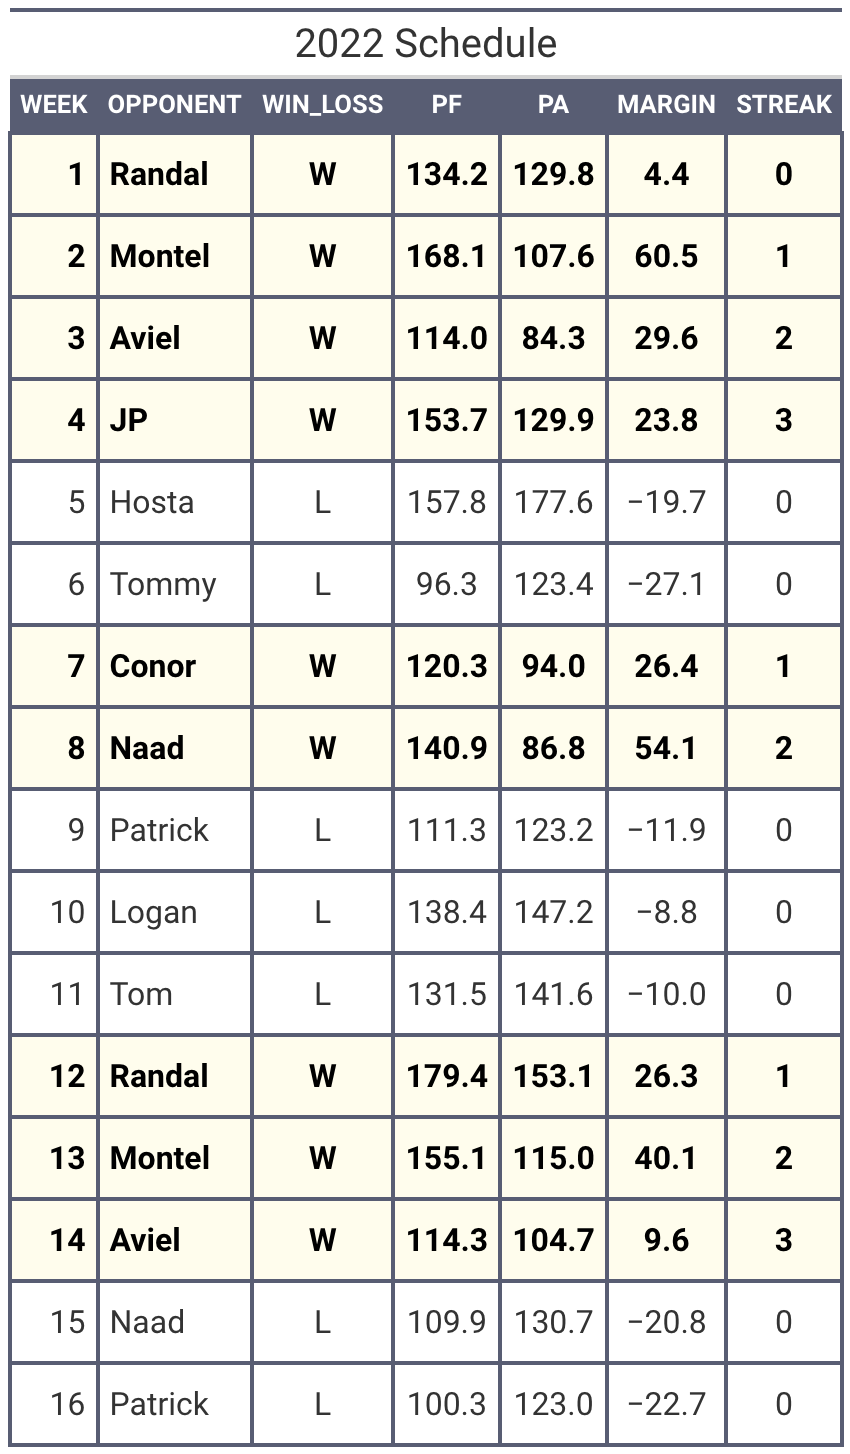 2022 Schedule
WEEK OPPONENT WIN_LOSS PF PA MARGIN STREAK
1 Randal W 134.2 129.8 4.4 0
2 Montel W 168.1 107.6 60.5 1
3 Aviel W 114.0 84.3 29.6 2
4 JP W 153.7 129.9 23.8 3
5 Hosta L 157.8 177.6 −19.7 0
6 Tommy L 96.3 123.4 −27.1 0
7 Conor W 120.3 94.0 26.4 1
8 Naad W 140.9 86.8 54.1 2
9 Patrick L 111.3 123.2 −11.9 0
10 Logan L 138.4 147.2 −8.8 0
11 Tom L 131.5 141.6 −10.0 0
12 Randal W 179.4 153.1 26.3 1
13 Montel W 155.1 115.0 40.1 2
14 Aviel W 114.3 104.7 9.6 3
15 Naad L 109.9 130.7 −20.8 0
16 Patrick L 100.3 123.0 −22.7 0